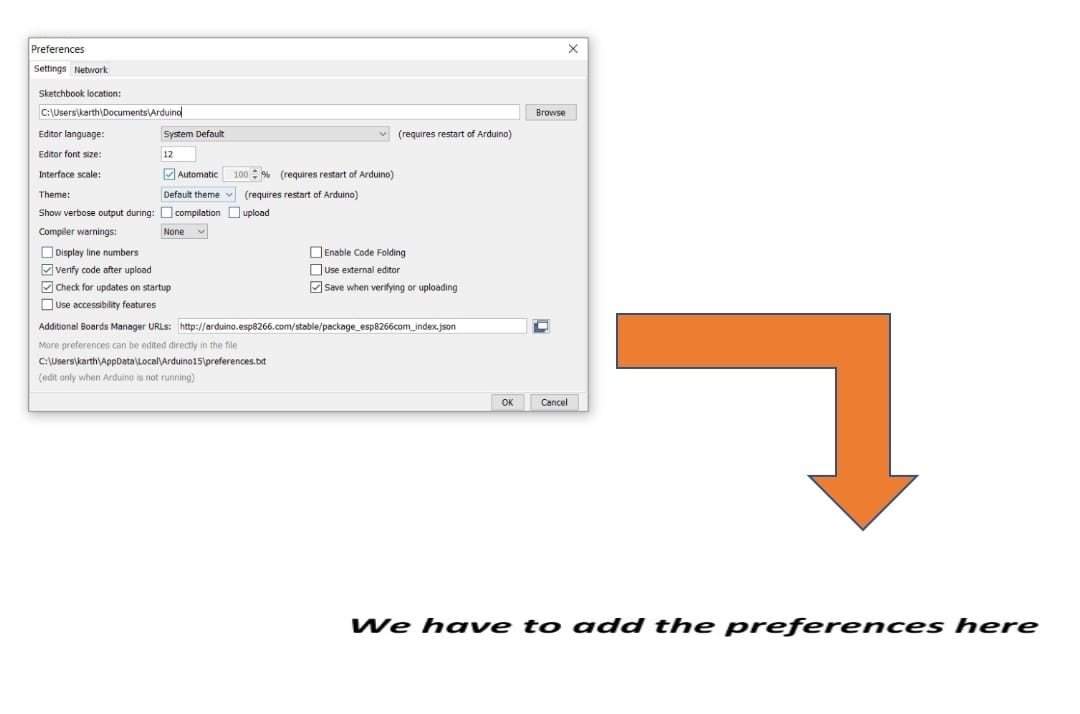 Preferences
Settings Network
Sketchbook location:
C:\Users\karth\Documents\Arduino Browse
Editor language: System Default (requires restart of Arduino)
Editor font size: 12
Interface scale: Automatic 100 % (requires restart of Arduino)
Theme: Default theme (requires restart of Arduino)
Show verbose output during: compilation upload
Compiler warnings: None
Display line numbers Enable Code Folding
Verify code after upload Use external editor
Check for updates on startup Save when verifying or uploading
Use accessibility features
Additional Boards Manager URLs: http://arduino.esp8266.com/stable/package_esp8266com_index.json
More preferences can be edited directly in the file
C:\Users\karth\AppData\Local\Arduino15\preferences.txt
(edit only when Arduino is not running)
OK Cancel
We have to add the preferences here